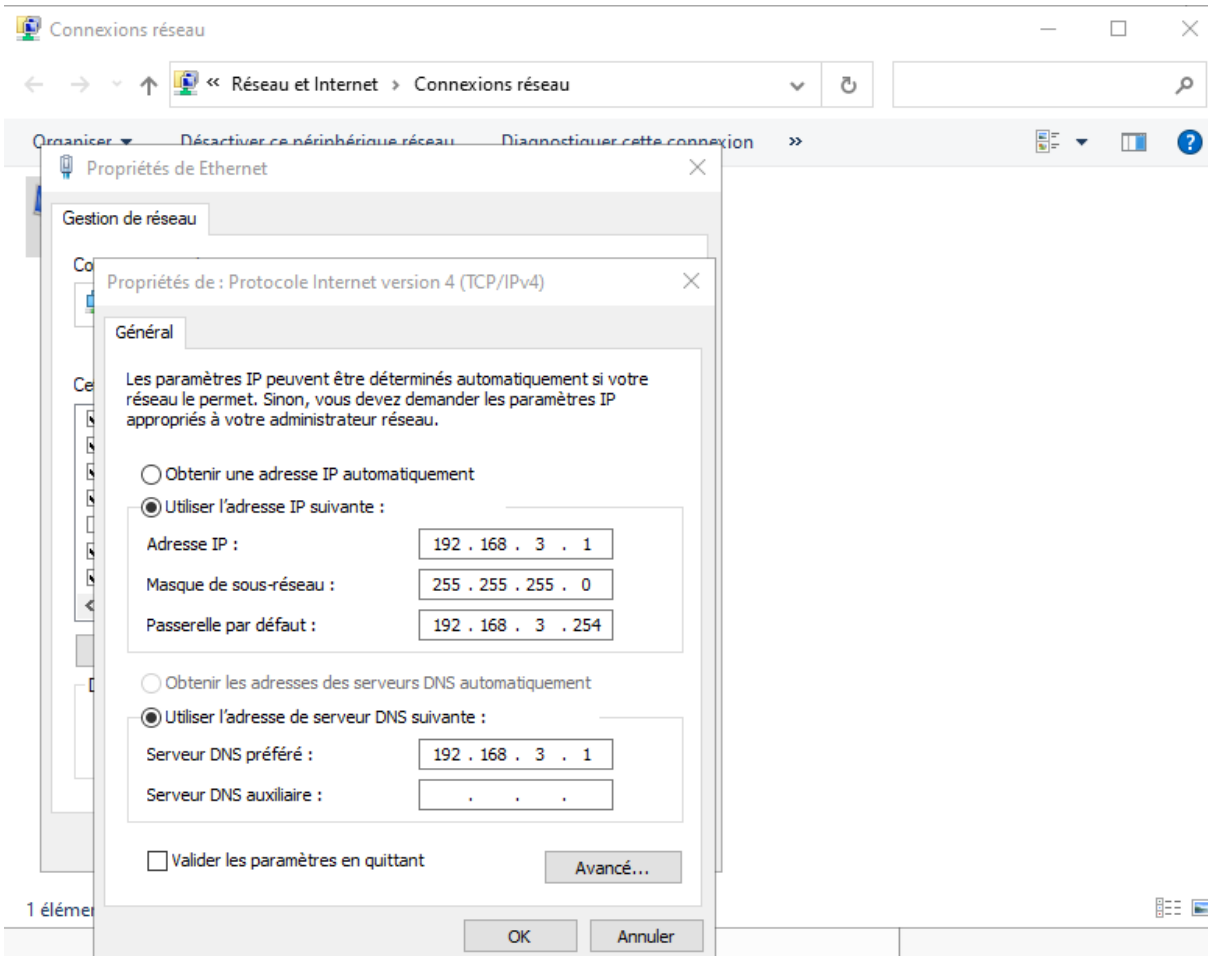 Connexions réseau
« Réseau et Internet > Connexions réseau
Organiser Désactiver ce périphérique réseau Diagnostiquer cette connexion »
Propriétés de Ethernet
Gestion de réseau
Propriétés de : Protocole Internet version 4 (TCP/IPv4)
Général
Les paramètres IP peuvent être déterminés automatiquement si votre
réseau le permet. Sinon, vous devez demander les paramètres IP
appropriés à votre administrateur réseau.
Obtenir une adresse IP automatiquement
Utiliser l'adresse IP suivante :
Adresse IP : 192 . 168 . 3 . 1
Masque de sous-réseau : 255 . 255 . 255 . 0
Passerelle par défaut : 192 . 168 . 3 . 254
Obtenir les adresses des serveurs DNS automatiquement
Utiliser l'adresse de serveur DNS suivante :
Serveur DNS préféré : 192 . 168 . 3 . 1
Serveur DNS auxiliaire : . . .
Valider les paramètres en quittant
Avancé...
OK Annuler